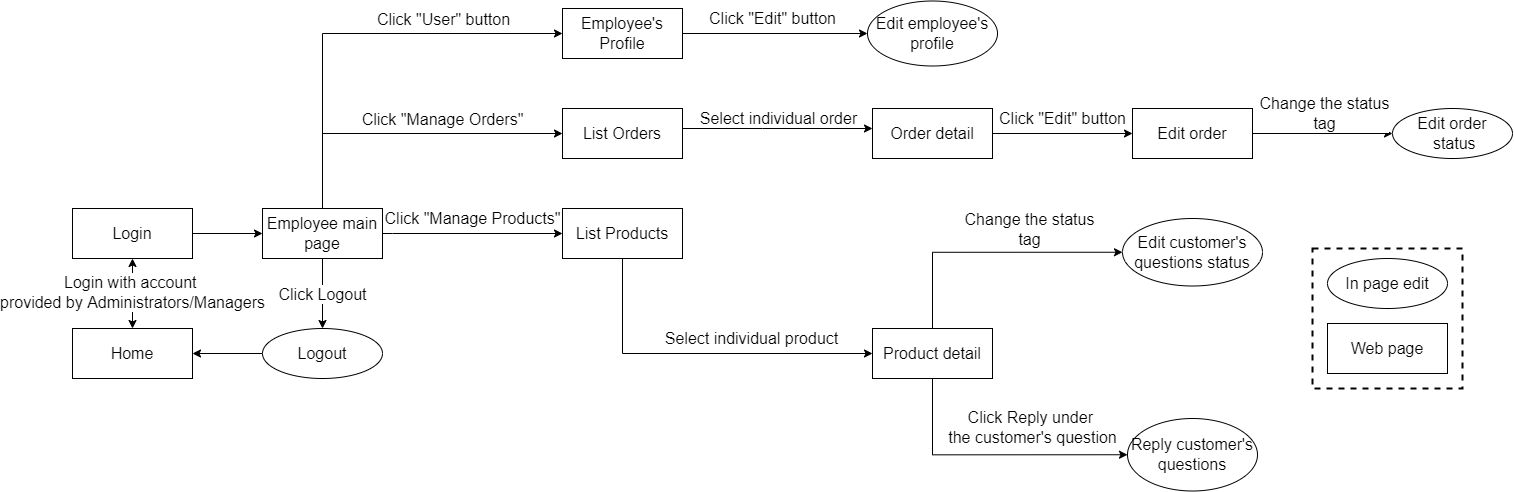 Click "User" button
Employee's
Profile
Click "Edit" button
Edit employee's
profile
Click "Manage Orders"
List Orders
Select individual order
Order detail
Click "Edit" button
Edit order
Change the status
tag
Edit order
status
Login
Employee main
page
Click "Manage Products"
List Products
Change the status
tag
Edit customer's
questions status
Login with account
provided by Administrators/Managers
Click Logout
In page edit
Home
Logout
Select individual product
Product detail
Web page
Click Reply under
the customer's question
Reply customer's
questions